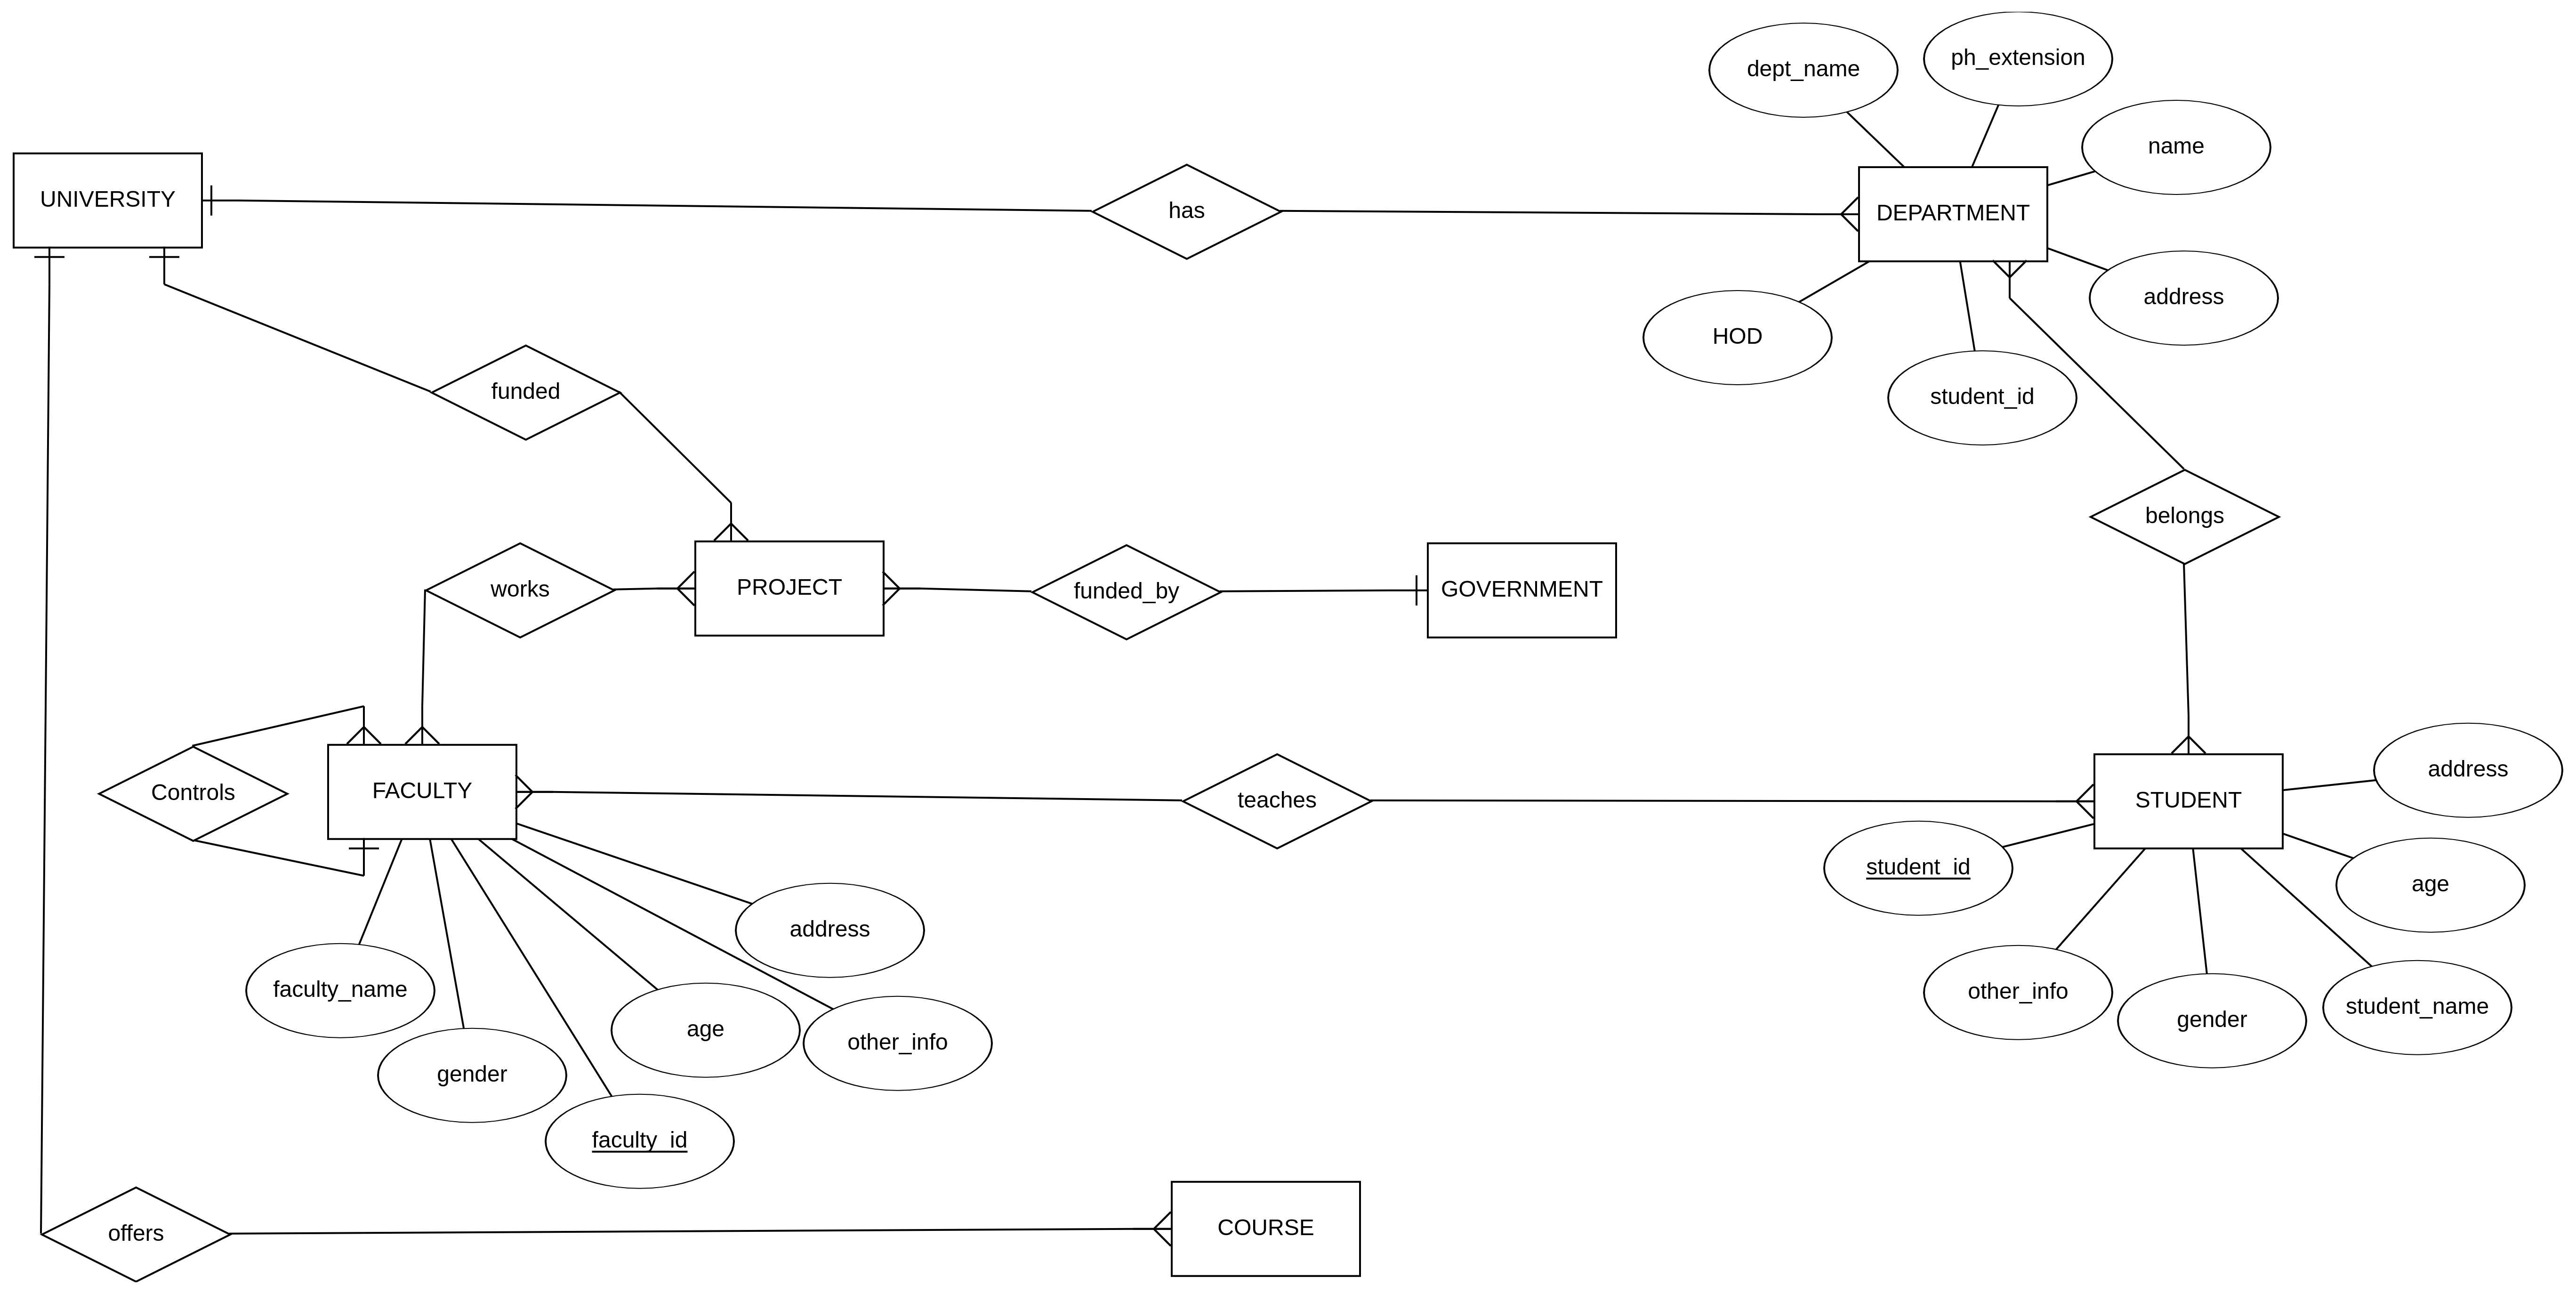 ph_extension
dept_name
name
UNIVERSITY
has
DEPARTMENT
address
HOD
funded
student_id
belongs
works
PROJECT
funded_by
GOVERNMENT
Controls
FACULTY
teaches
STUDENT
address
student_id
age
address
faculty_name
other_info
student_name
gender
age
other_info
gender
faculty_id
offers
COURSE